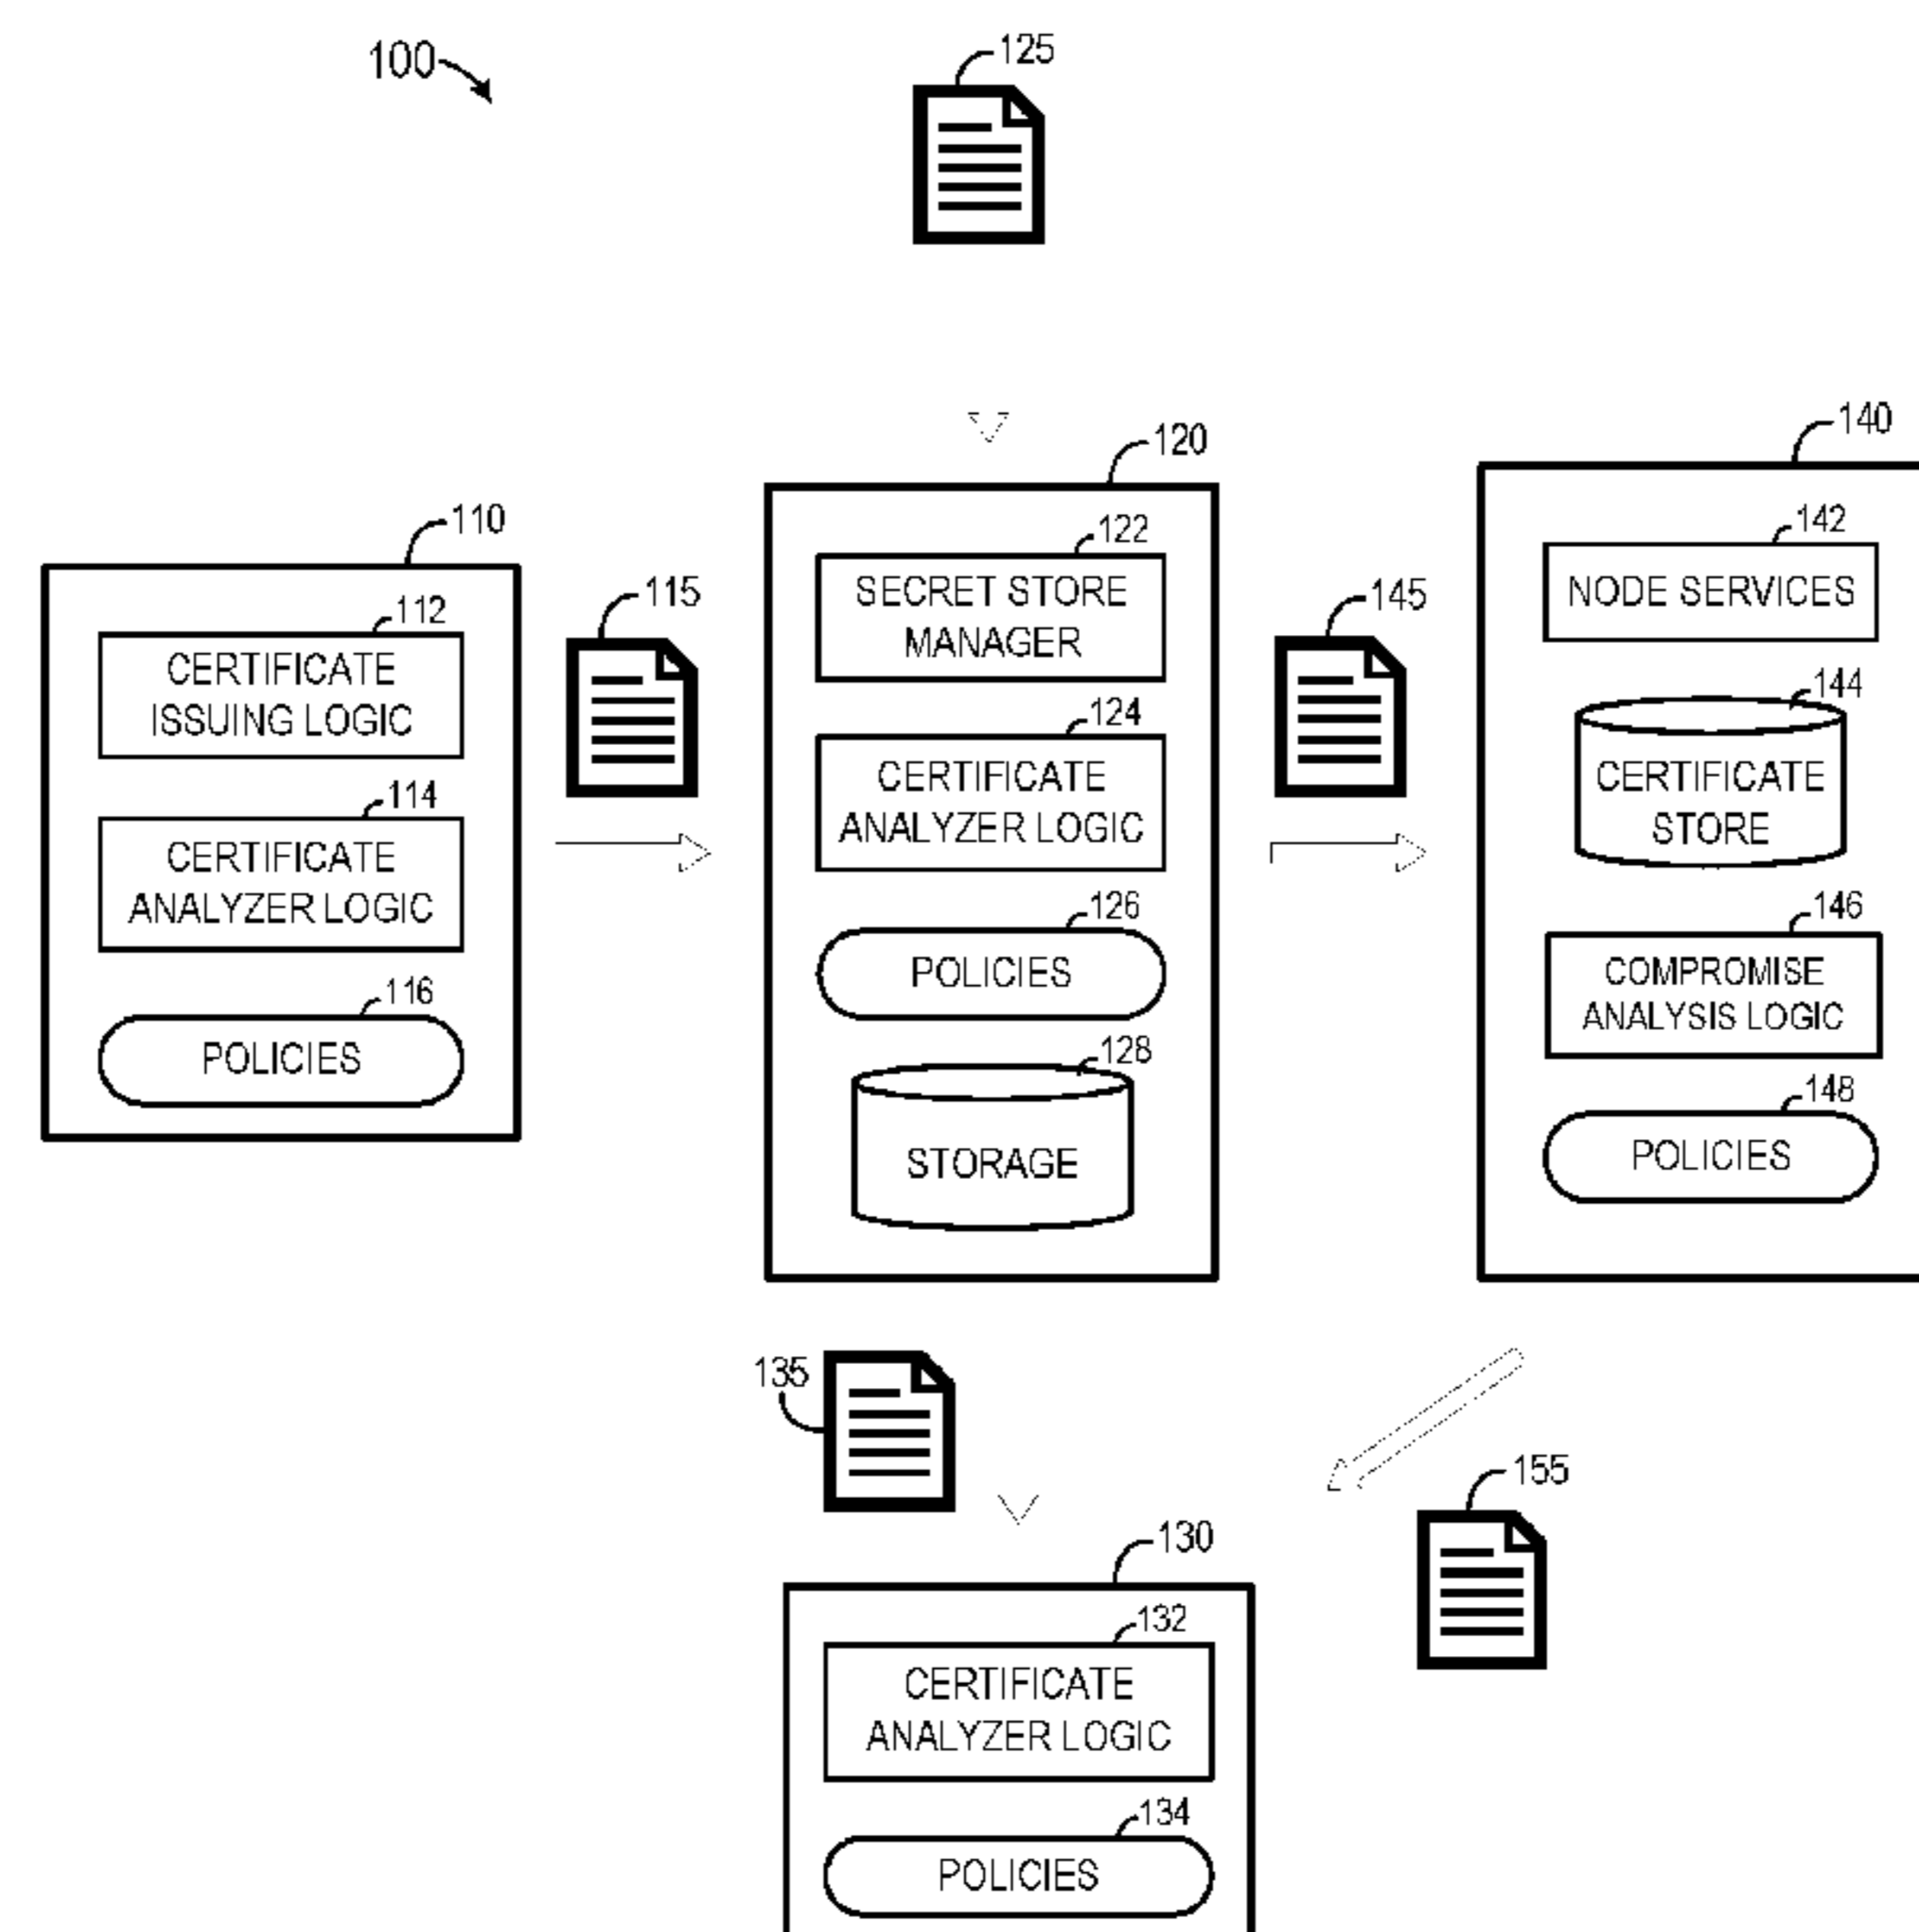 100
125
110
112
CERTIFICATE
ISSUING LOGIC
114
CERTIFICATE
ANALYZER LOGIC
116
POLICIES
115
120
122
SECRET STORE
MANAGER
124
CERTIFICATE
ANALYZER LOGIC
126
POLICIES
128
STORAGE
145
140
142
NODE SERVICES
144
CERTIFICATE
STORE
146
COMPROMISE
ANALYSIS LOGIC
148
POLICIES
135
155
130
132
CERTIFICATE
ANALYZER LOGIC
134
POLICIES